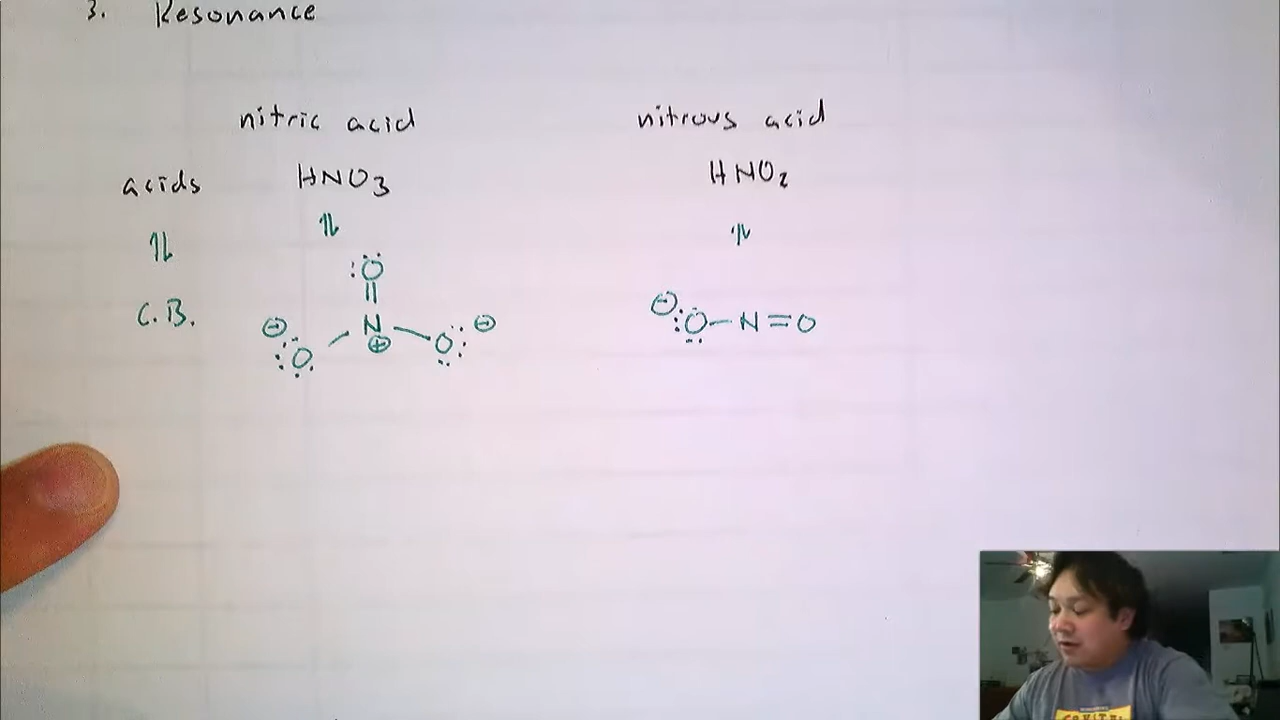 3. Resonance
nitric acid nitrous acid
acids HNO3 HNO2
⇌ ⇌ ⇌
:Ö
||
C.B. ⊖ :O – N ⊕ – O: ⊖ ⊖ :O – N = O